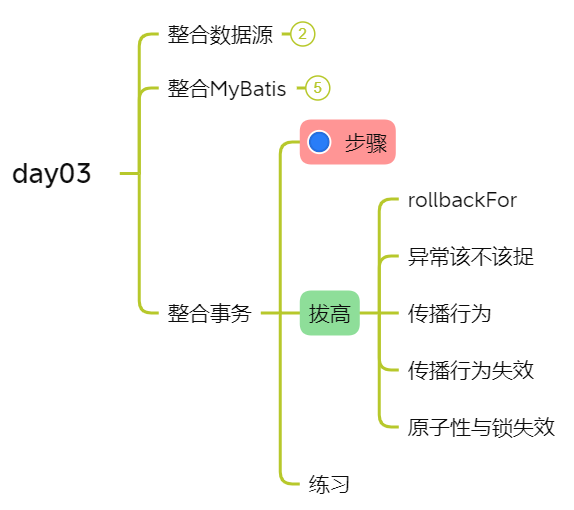 整合数据源
2
整合MyBatis
5
步骤
day03
rollbackFor
异常该不该捉
整合事务
拔高
传播行为
传播行为失效
原子性与锁失效
练习